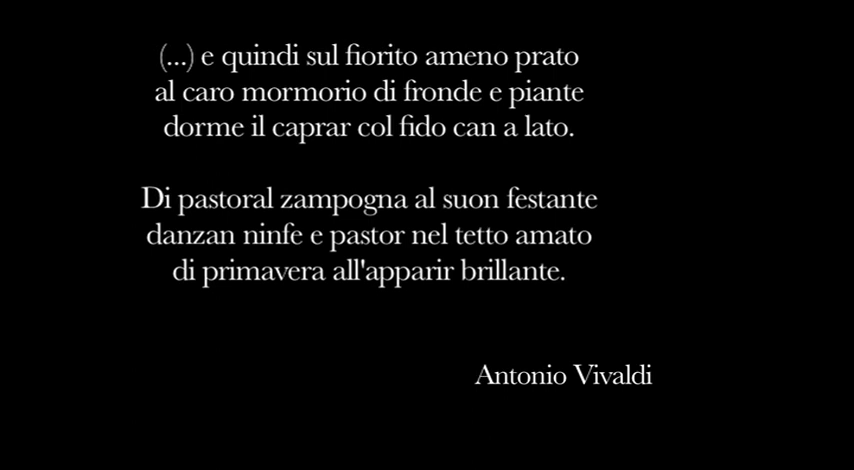 (...) e quindi sul fiorito ameno prato
al caro mormorio di fronde e piante
dorme il caprar col fido can a lato.
Di pastoral zampogna al suon festante
danzan ninfe e pastor nel tetto amato
di primavera all'apparir brillante.
Antonio Vivaldi